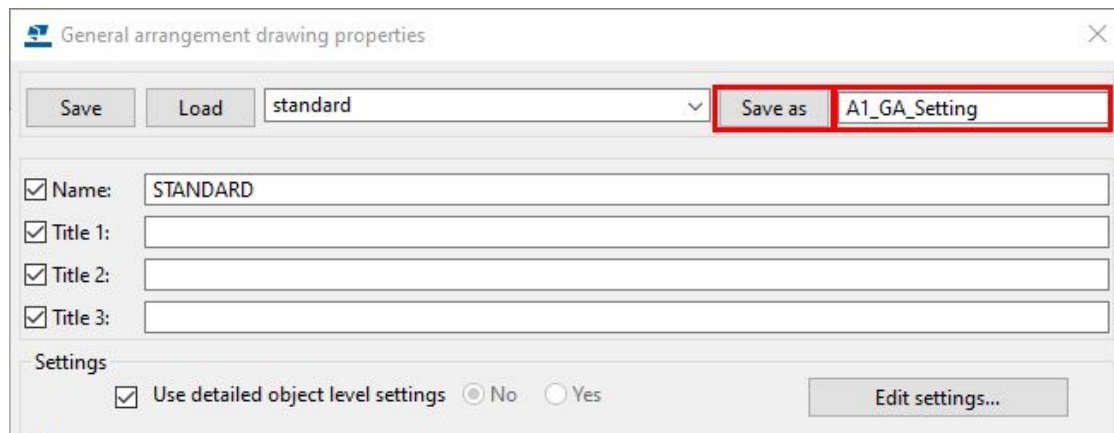 General arrangement drawing properties
Save Load standard Save as A1_GA_Setting
Name: STANDARD
Title 1:
Title 2:
Title 3:
Settings
Use detailed object level settings No Yes Edit settings...